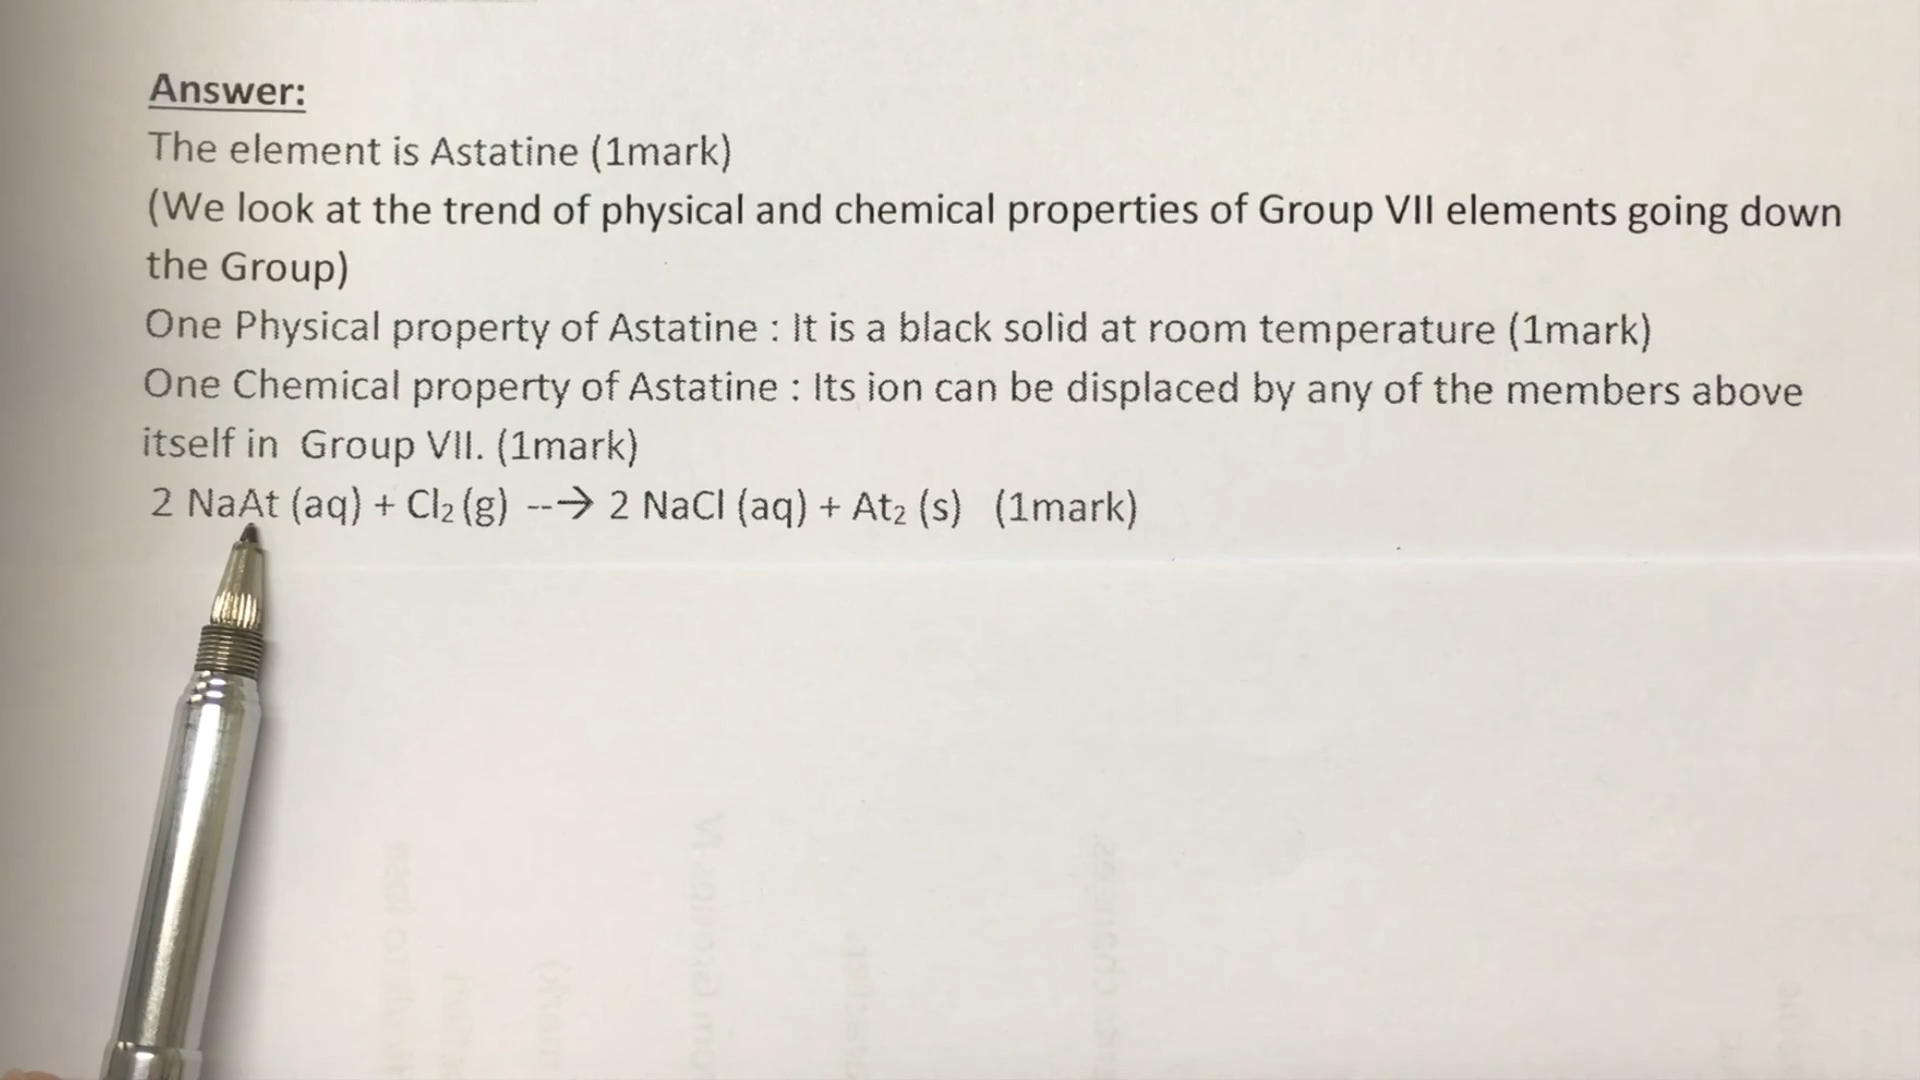 Answer:
The element is Astatine (1mark)
(We look at the trend of physical and chemical properties of Group VII elements going down
the Group)
One Physical property of Astatine : It is a black solid at room temperature (1mark)
One Chemical property of Astatine : Its ion can be displaced by any of the members above
itself in  Group VII. (1mark)
2 NaAt (aq) + Cl₂ (g) --→ 2 NaCl (aq) + At₂ (s)   (1mark)